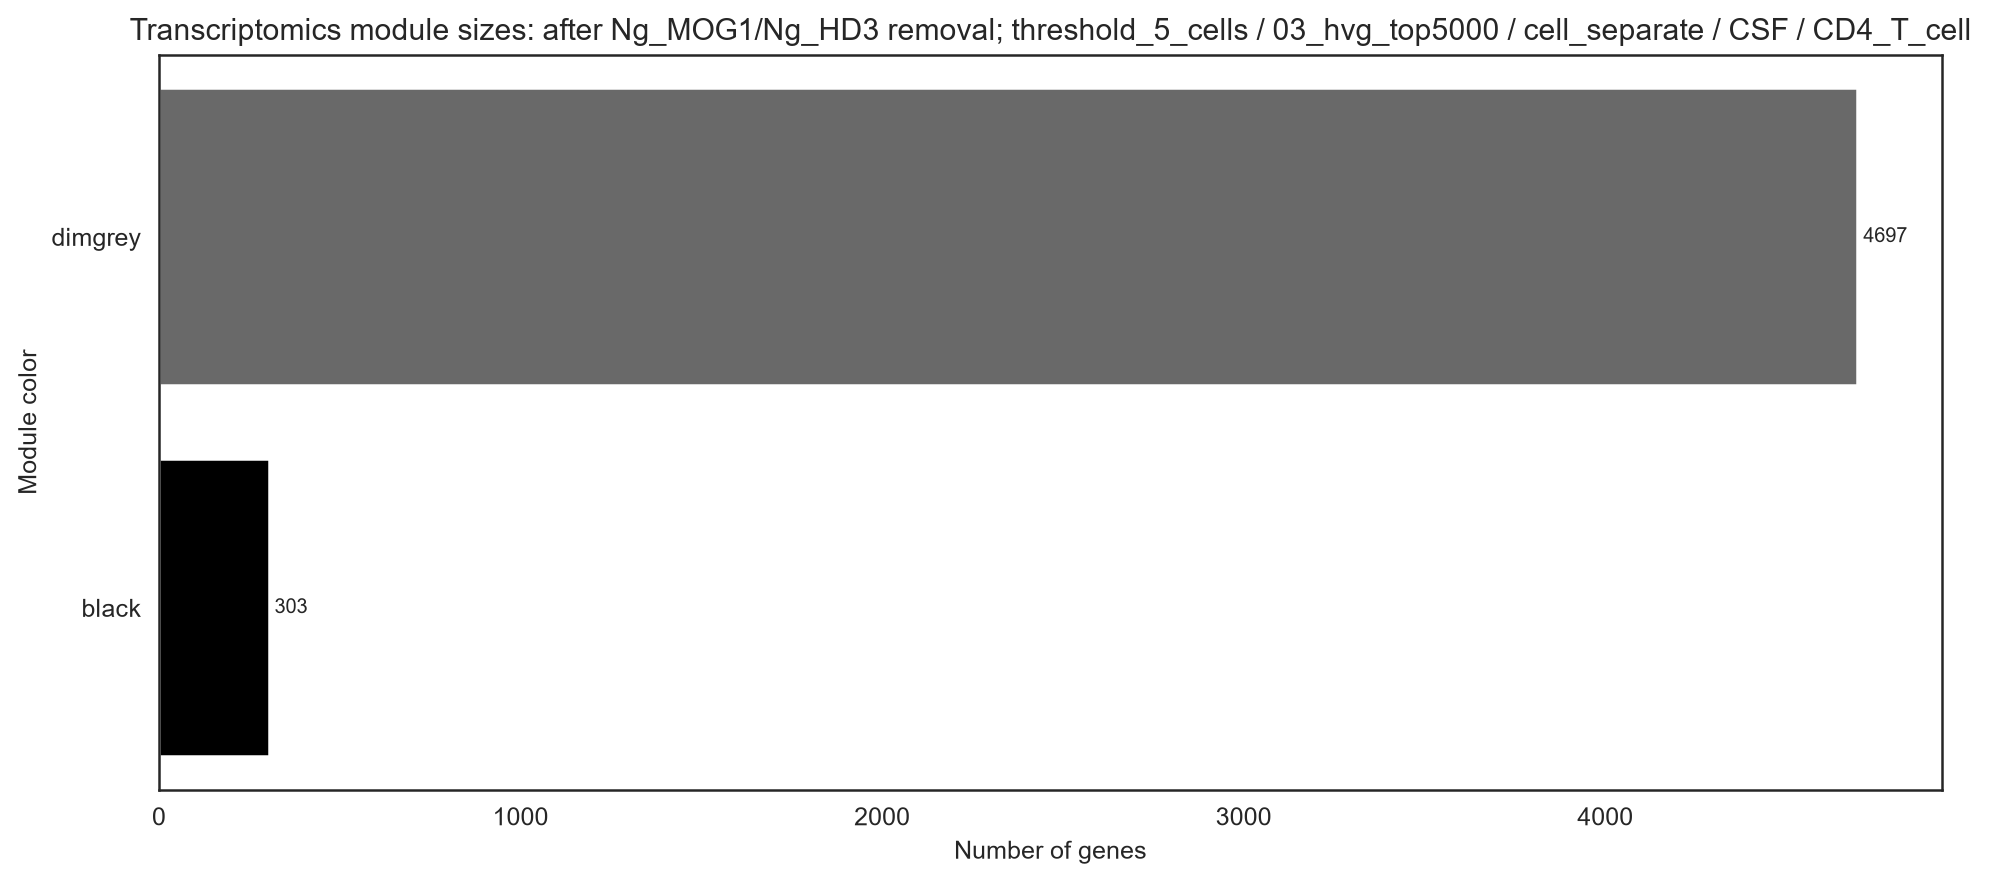 Transcriptomics module sizes: after Ng_MOG1/Ng_HD3 removal; threshold_5_cells / 03_hvg_top5000 / cell_separate / CSF / CD4_T_cell
Module color
dimgrey
4697
black
303
0 1000 2000 3000 4000
Number of genes